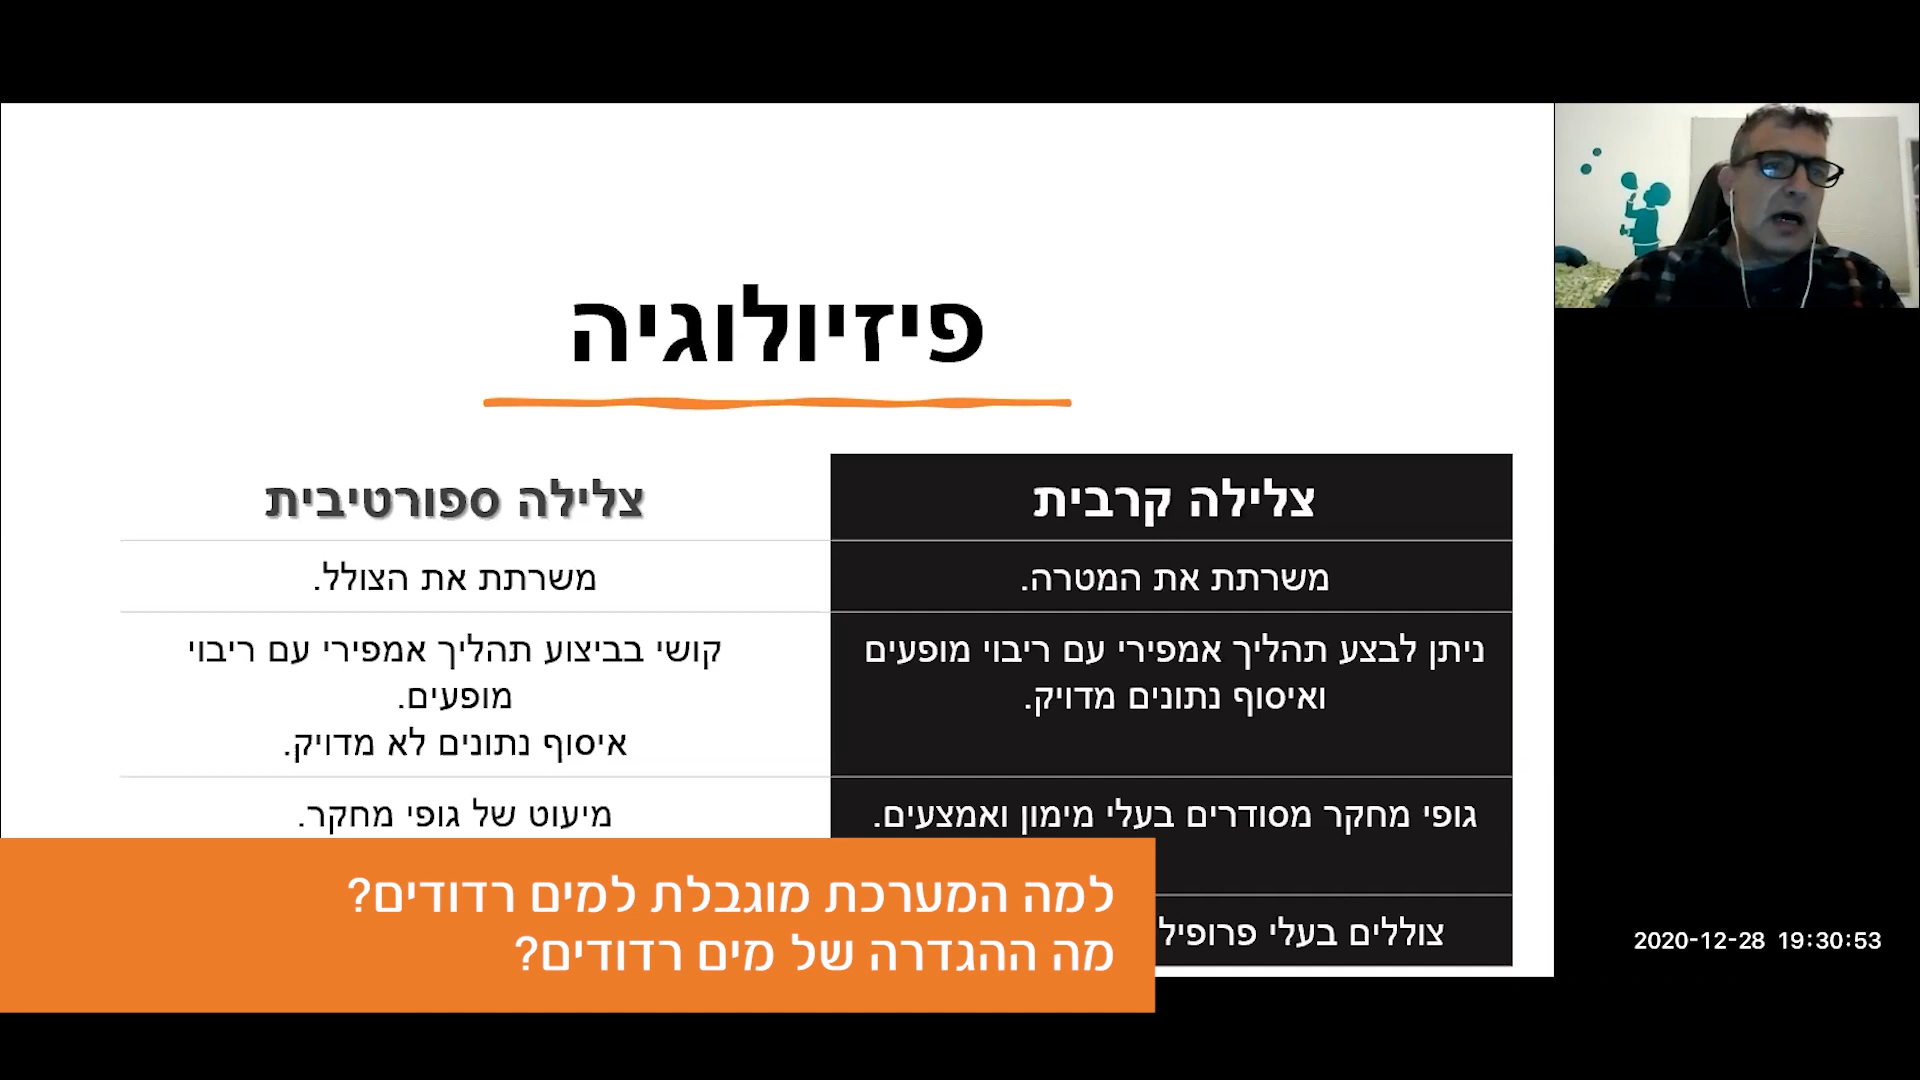 פיזיולוגיה
צלילה קרבית
צלילה ספורטיבית
משרתת את המטרה.
משרתת את הצולל.
ניתן לבצע תהליך אמפירי עם ריבוי מופעים
ואיסוף נתונים מדויק.
קושי בביצוע תהליך אמפירי עם ריבוי
מופעים.
איסוף נתונים לא מדויק.
גופי מחקר מסודרים בעלי מימון ואמצעים.
מיעוט של גופי מחקר.
צוללים בעלי פרופיל
למה המערכת מוגבלת למים רדודים?
מה ההגדרה של מים רדודים?
2020-12-28 19:30:53